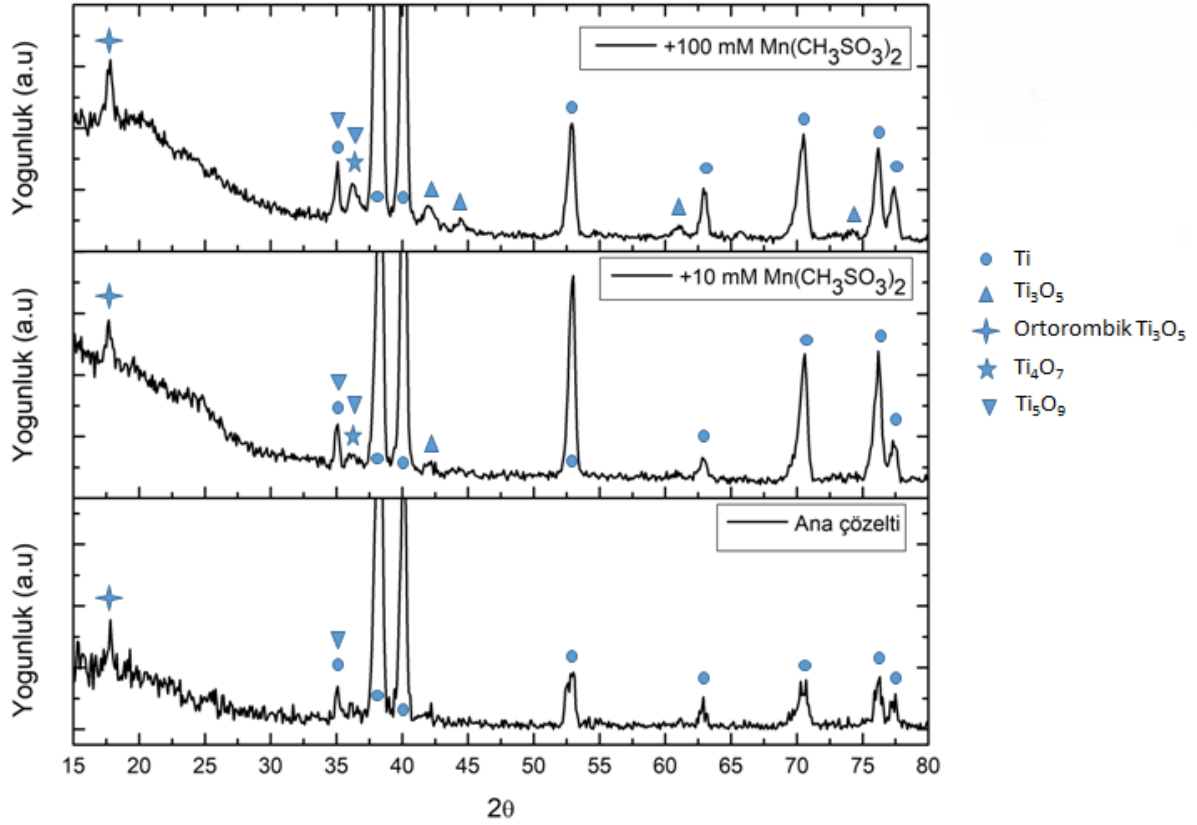 Yogunluk (a.u)
+100 mM Mn(CH₃SO₃)₂
Yogunluk (a.u)
+10 mM Mn(CH₃SO₃)₂
Yogunluk (a.u)
Ana çözelti
15 20 25 30 35 40 45 50 55 60 65 70 75 80
2θ
Ti
Ti₃O₅
Ortorombik Ti₃O₅
Ti₄O₇
Ti₅O₉